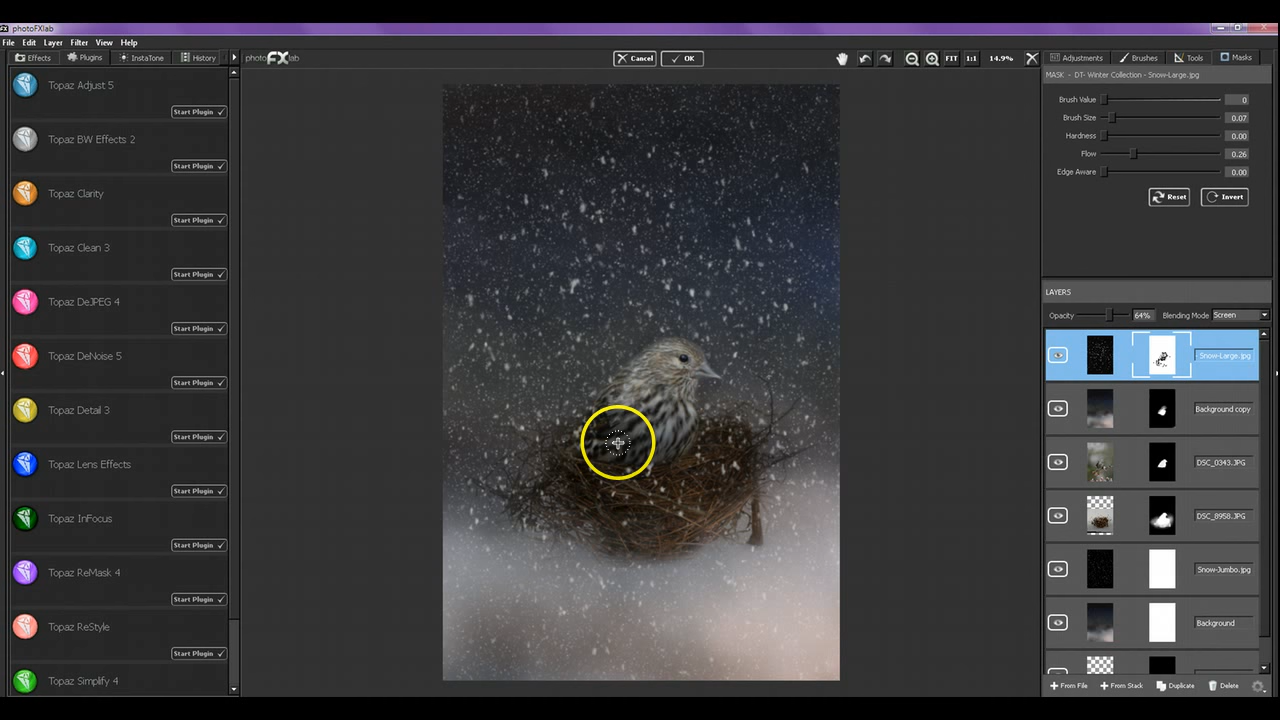 photoFXlab
File Edit Layer Filter View Help
Effects Plugins InstaTone History photo FX lab Cancel OK FIT 1:1 14.9% Adjustments Brushes Tools Masks
Topaz Adjust 5
Start Plugin
Topaz BW Effects 2
Start Plugin
Topaz Clarity
Start Plugin
Topaz Clean 3
Start Plugin
Topaz DeJPEG 4
Start Plugin
Topaz DeNoise 5
Start Plugin
Topaz Detail 3
Start Plugin
Topaz Lens Effects
Start Plugin
Topaz InFocus
Start Plugin
Topaz ReMask 4
Start Plugin
Topaz ReStyle
Start Plugin
Topaz Simplify 4
MASK - DT- Winter Collection - Snow-Large.jpg
Brush Value 0
Brush Size 0.07
Hardness 0.00
Flow 0.26
Edge Aware 0.00
Reset Invert
LAYERS
Opacity 64% Blending Mode Screen
Snow-Large.jpg
Background copy
DSC_0343.JPG
DSC_8958.JPG
Snow-Jumbo.jpg
Background
From File From Stack Duplicate Delete